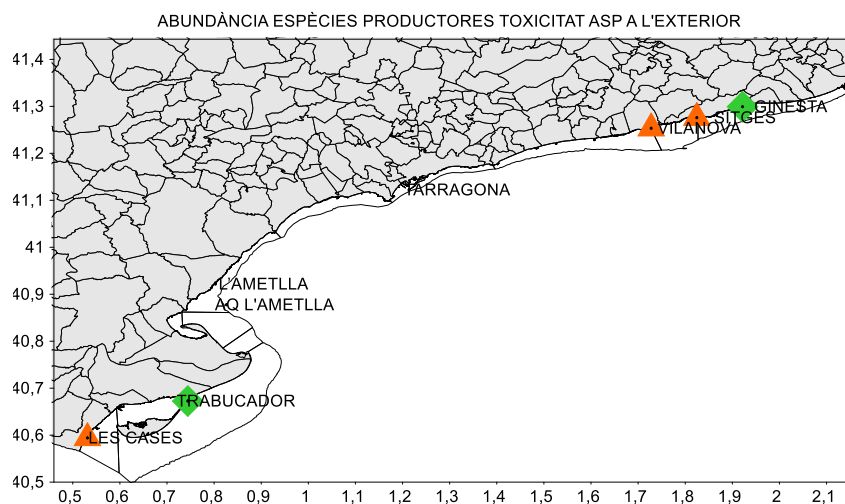 ABUNDÀNCIA ESPÈCIES PRODUCTORES TOXICITAT ASP A L'EXTERIOR
41,4
41,3
GINESTA
SITGES
VILANOVA
41,2
TARRAGONA
41,1
41
L'AMETLLA
40,9
AQ L'AMETLLA
40,8
40,7
TRABUCADOR
40,6
LES CASES
40,5
0,5 0,6 0,7 0,8 0,9 1 1,1 1,2 1,3 1,4 1,5 1,6 1,7 1,8 1,9 2 2,1